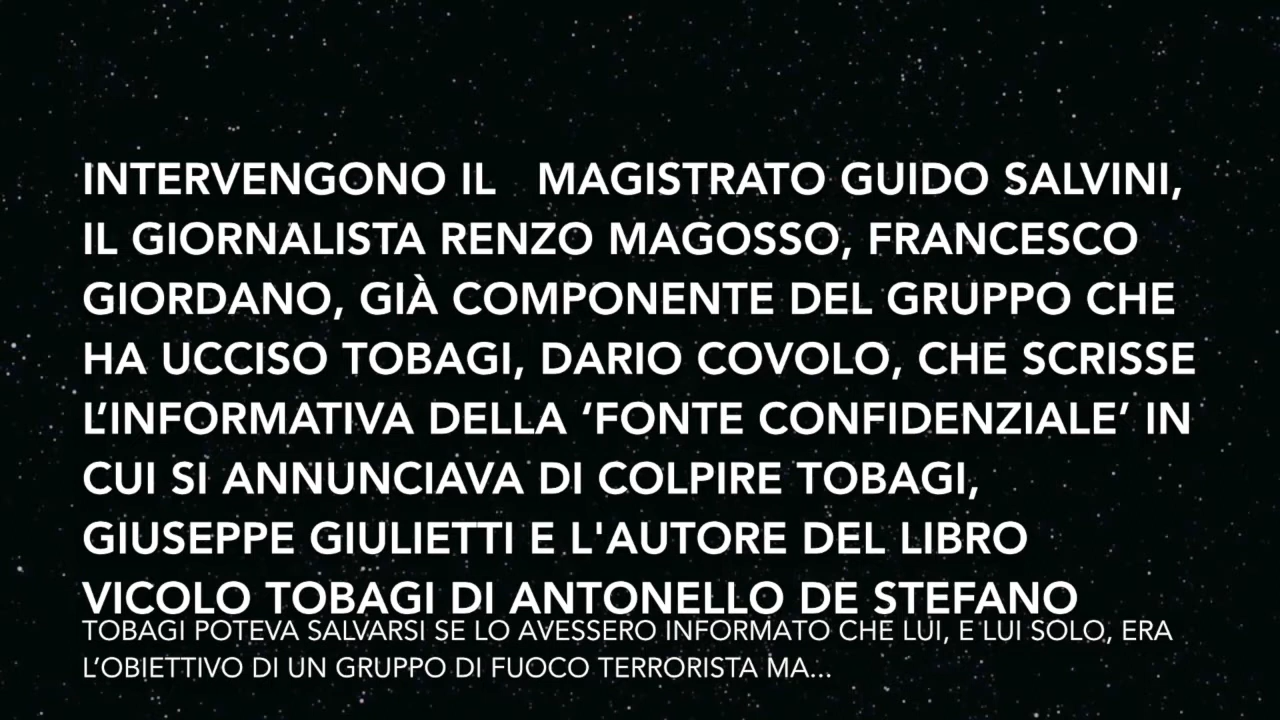 INTERVENGONO IL MAGISTRATO GUIDO SALVINI,
IL GIORNALISTA RENZO MAGOSSO, FRANCESCO
GIORDANO, GIÀ COMPONENTE DEL GRUPPO CHE
HA UCCISO TOBAGI, DARIO COVOLO, CHE SCRISSE
L’INFORMATIVA DELLA ‘FONTE CONFIDENZIALE’ IN
CUI SI ANNUNCIAVA DI COLPIRE TOBAGI,
GIUSEPPE GIULIETTI E L'AUTORE DEL LIBRO
VICOLO TOBAGI DI ANTONELLO DE STEFANO
TOBAGI POTEVA SALVARSI SE LO AVESSERO INFORMATO CHE LUI, E LUI SOLO, ERA
L’OBIETTIVO DI UN GRUPPO DI FUOCO TERRORISTA MA...